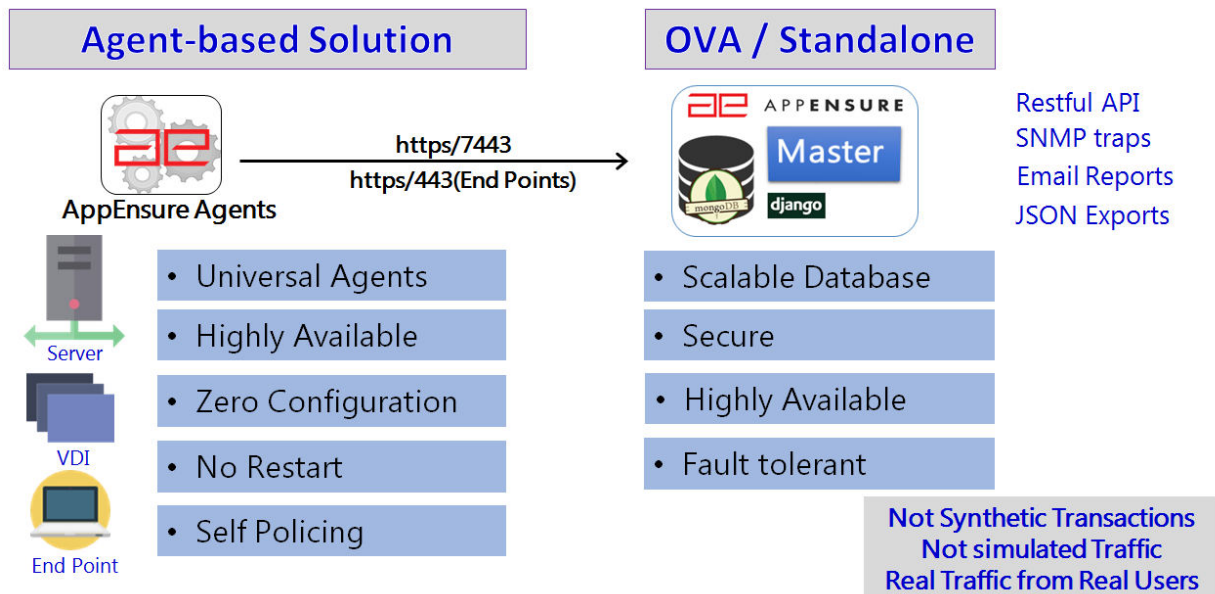 Agent-based Solution
AppEnsure Agents
https/7443
https/443(End Points)
Server
VDI
End Point
• Universal Agents
• Highly Available
• Zero Configuration
• No Restart
• Self Policing
OVA / Standalone
ae APPENSURE
Master
mongoDB
django
Restful API
SNMP traps
Email Reports
JSON Exports
• Scalable Database
• Secure
• Highly Available
• Fault tolerant
Not Synthetic Transactions
Not simulated Traffic
Real Traffic from Real Users